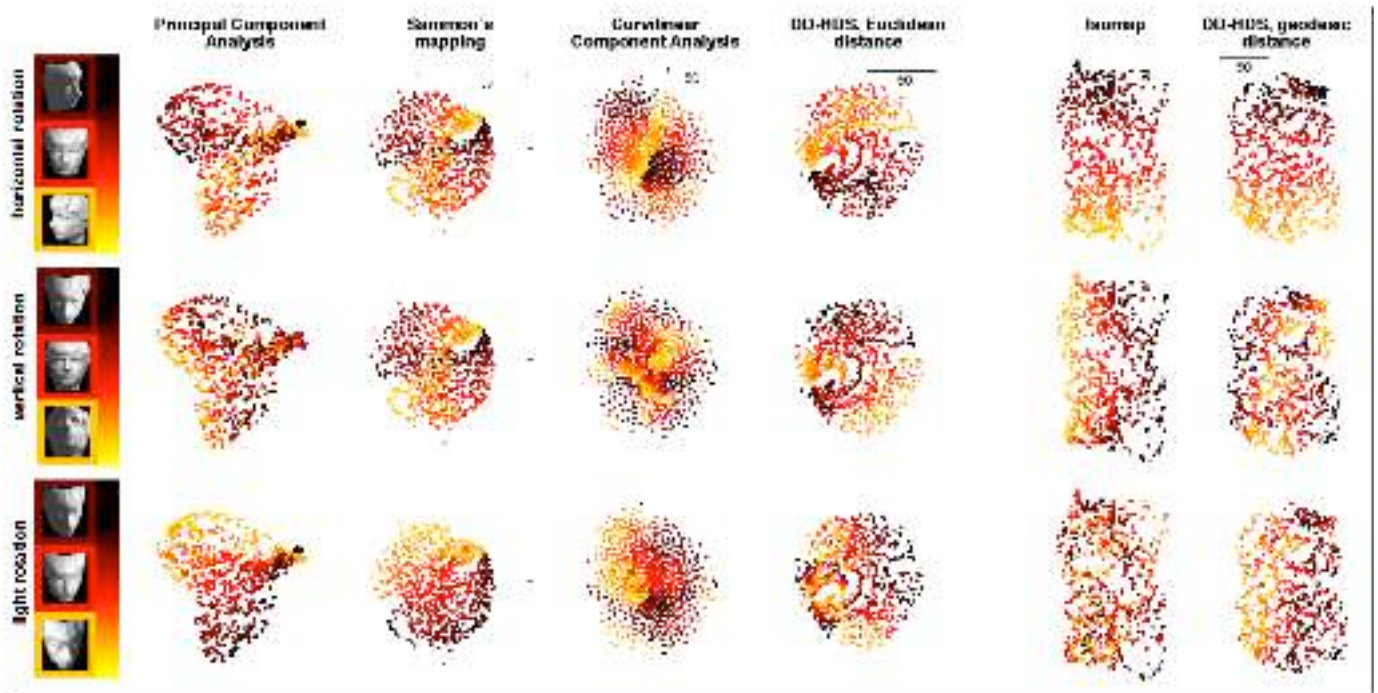 Principal Component
Analysis
Sammon's
mapping
Curvilinear
Component Analysis
DD-HDS, Euclidean
distance
Isomap
DD-HDS, geodesic
distance
50
50
50
horizontal rotation
vertical rotation
light rotation